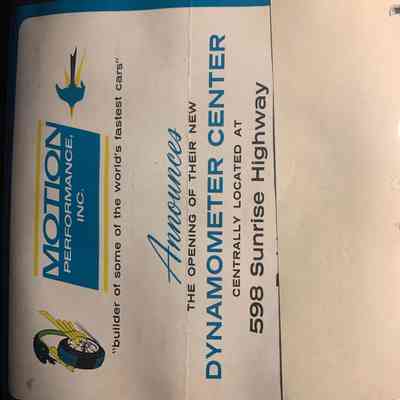 MOTION
PERFORMANCE,
INC.
"builder of some of the world's fastest cars"
Announces
THE OPENING OF THEIR NEW
DYNAMOMETER CENTER
CENTRALLY LOCATED AT
598 Sunrise Highway